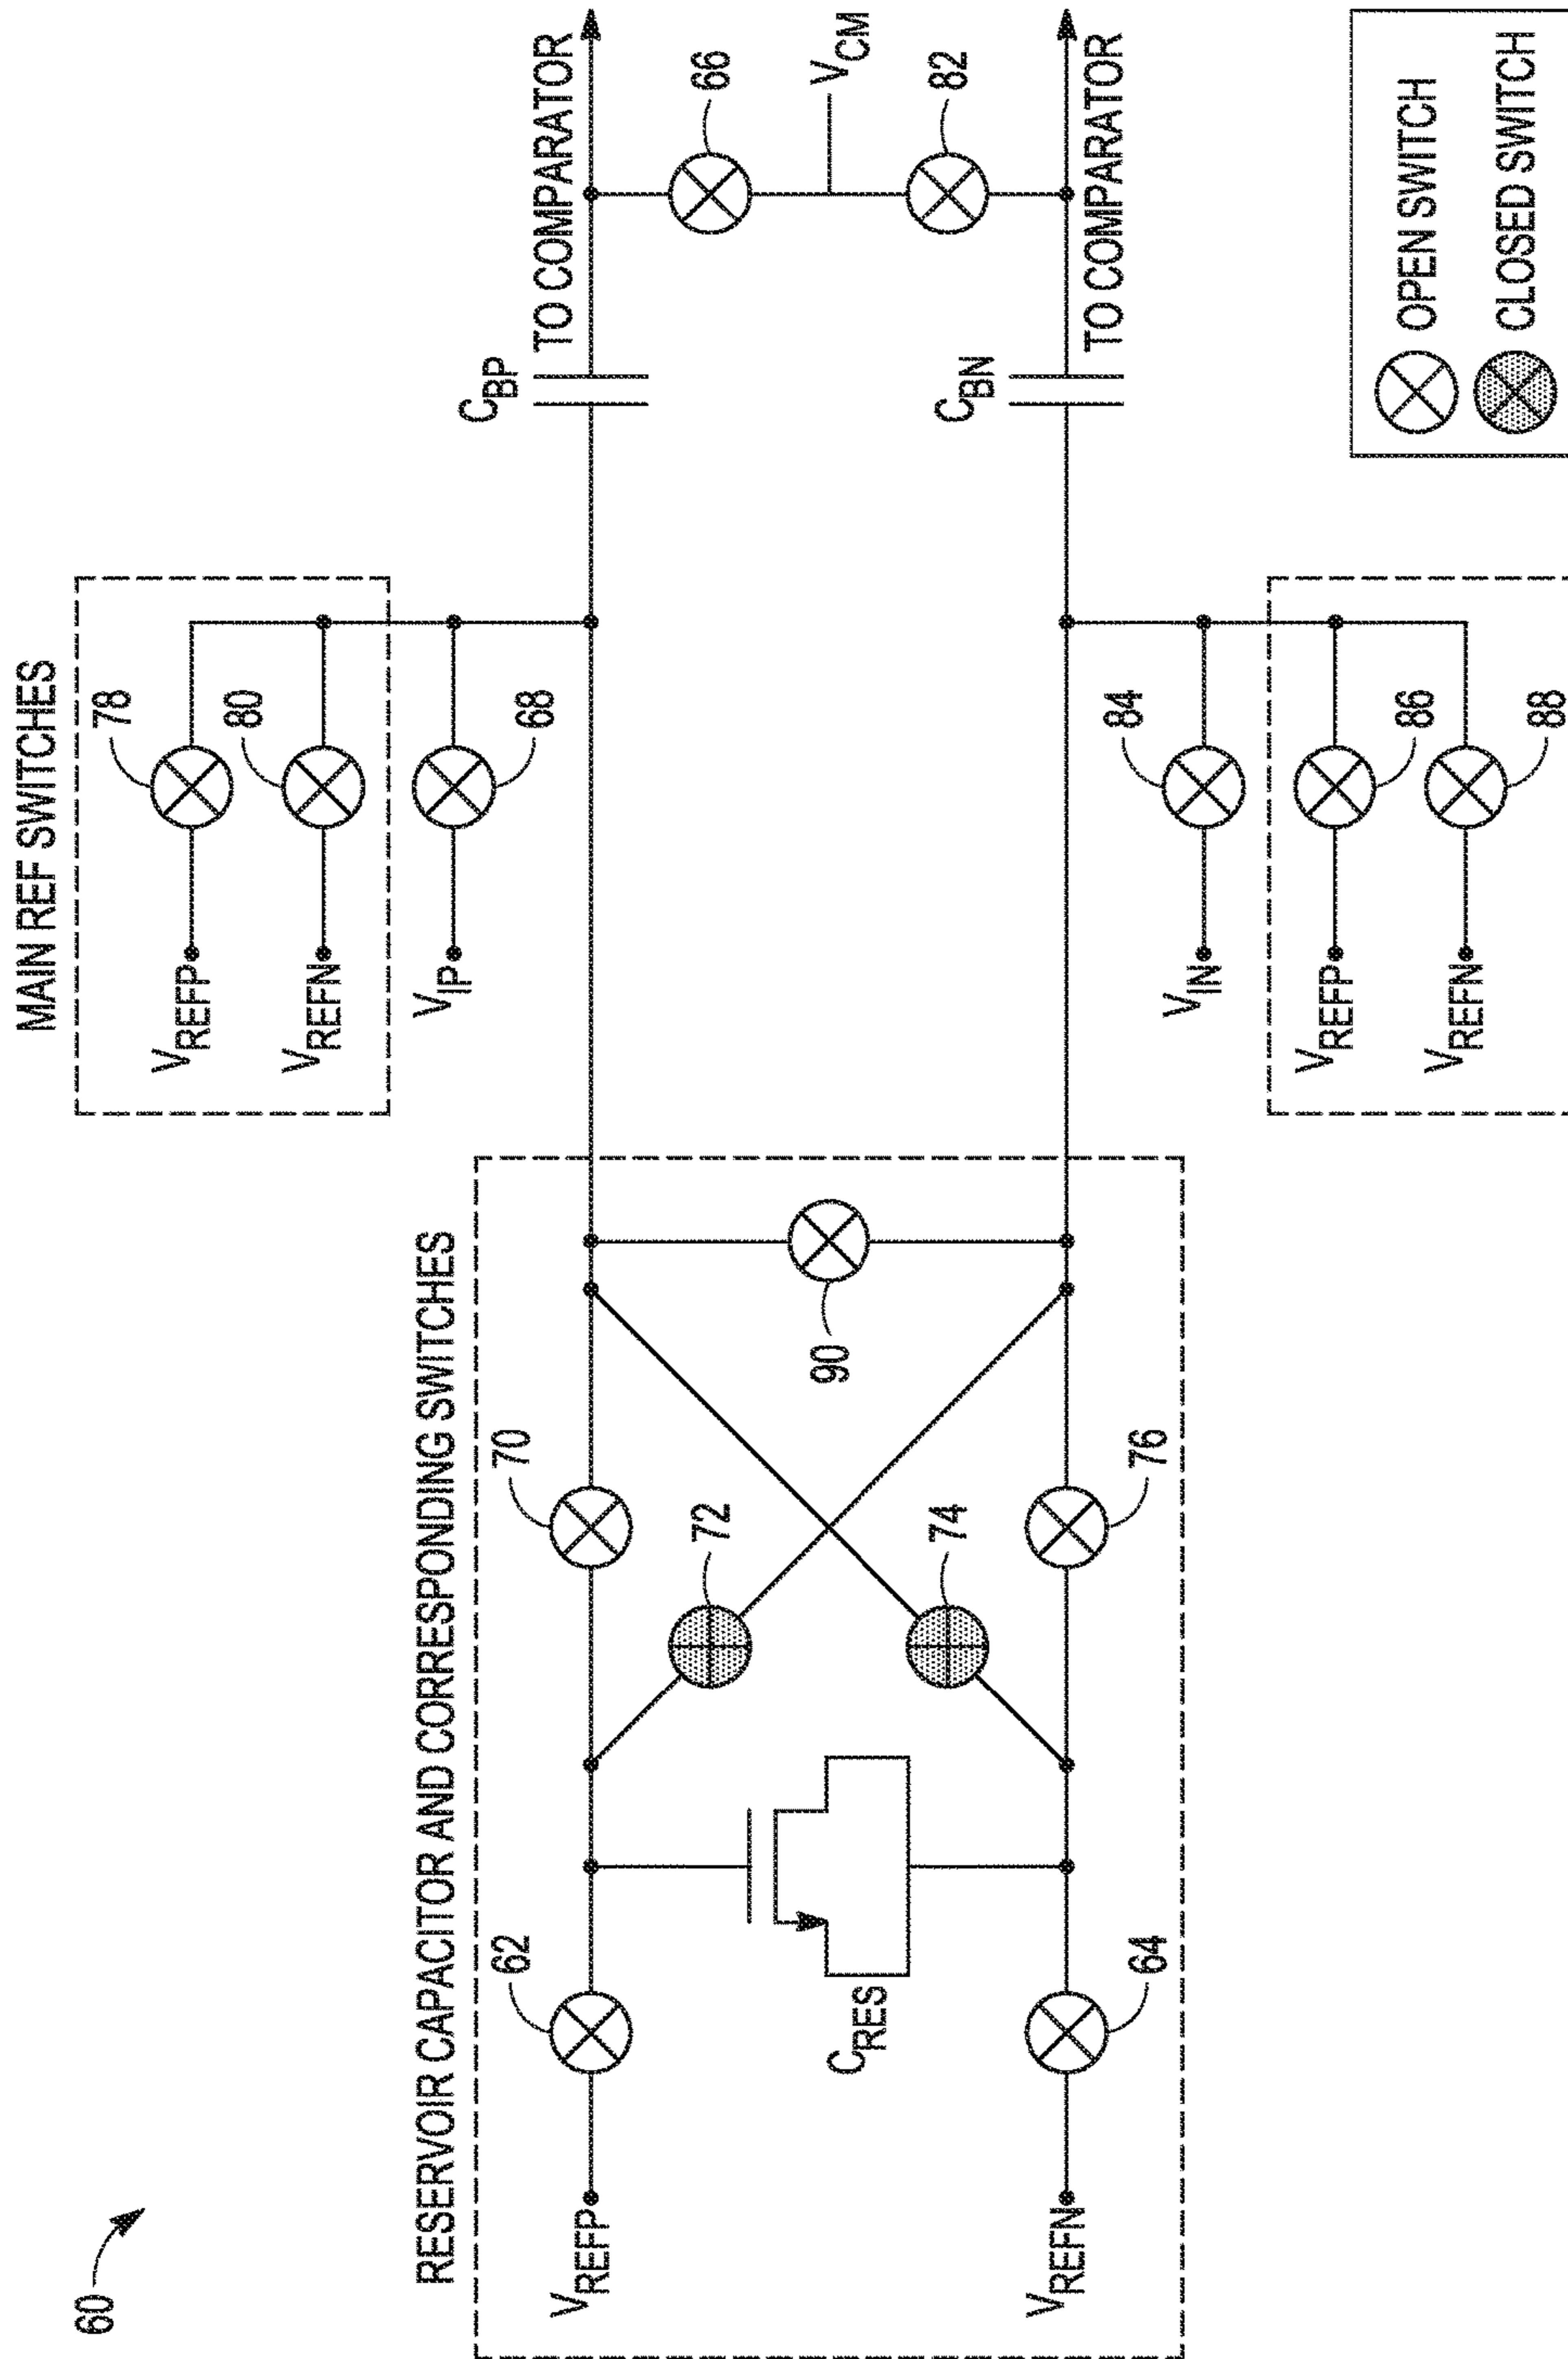 60
MAIN REF SWITCHES
78
V_REFP
80
V_REFN
68
V_IP
RESERVOIR CAPACITOR AND CORRESPONDING SWITCHES
62
70
V_REFP
72
C_RES
90
74
64
76
V_REFN
C_BP
TO COMPARATOR
66
V_CM
82
C_BN
TO COMPARATOR
84
V_IN
V_REFP
86
V_REFN
88
OPEN SWITCH
CLOSED SWITCH